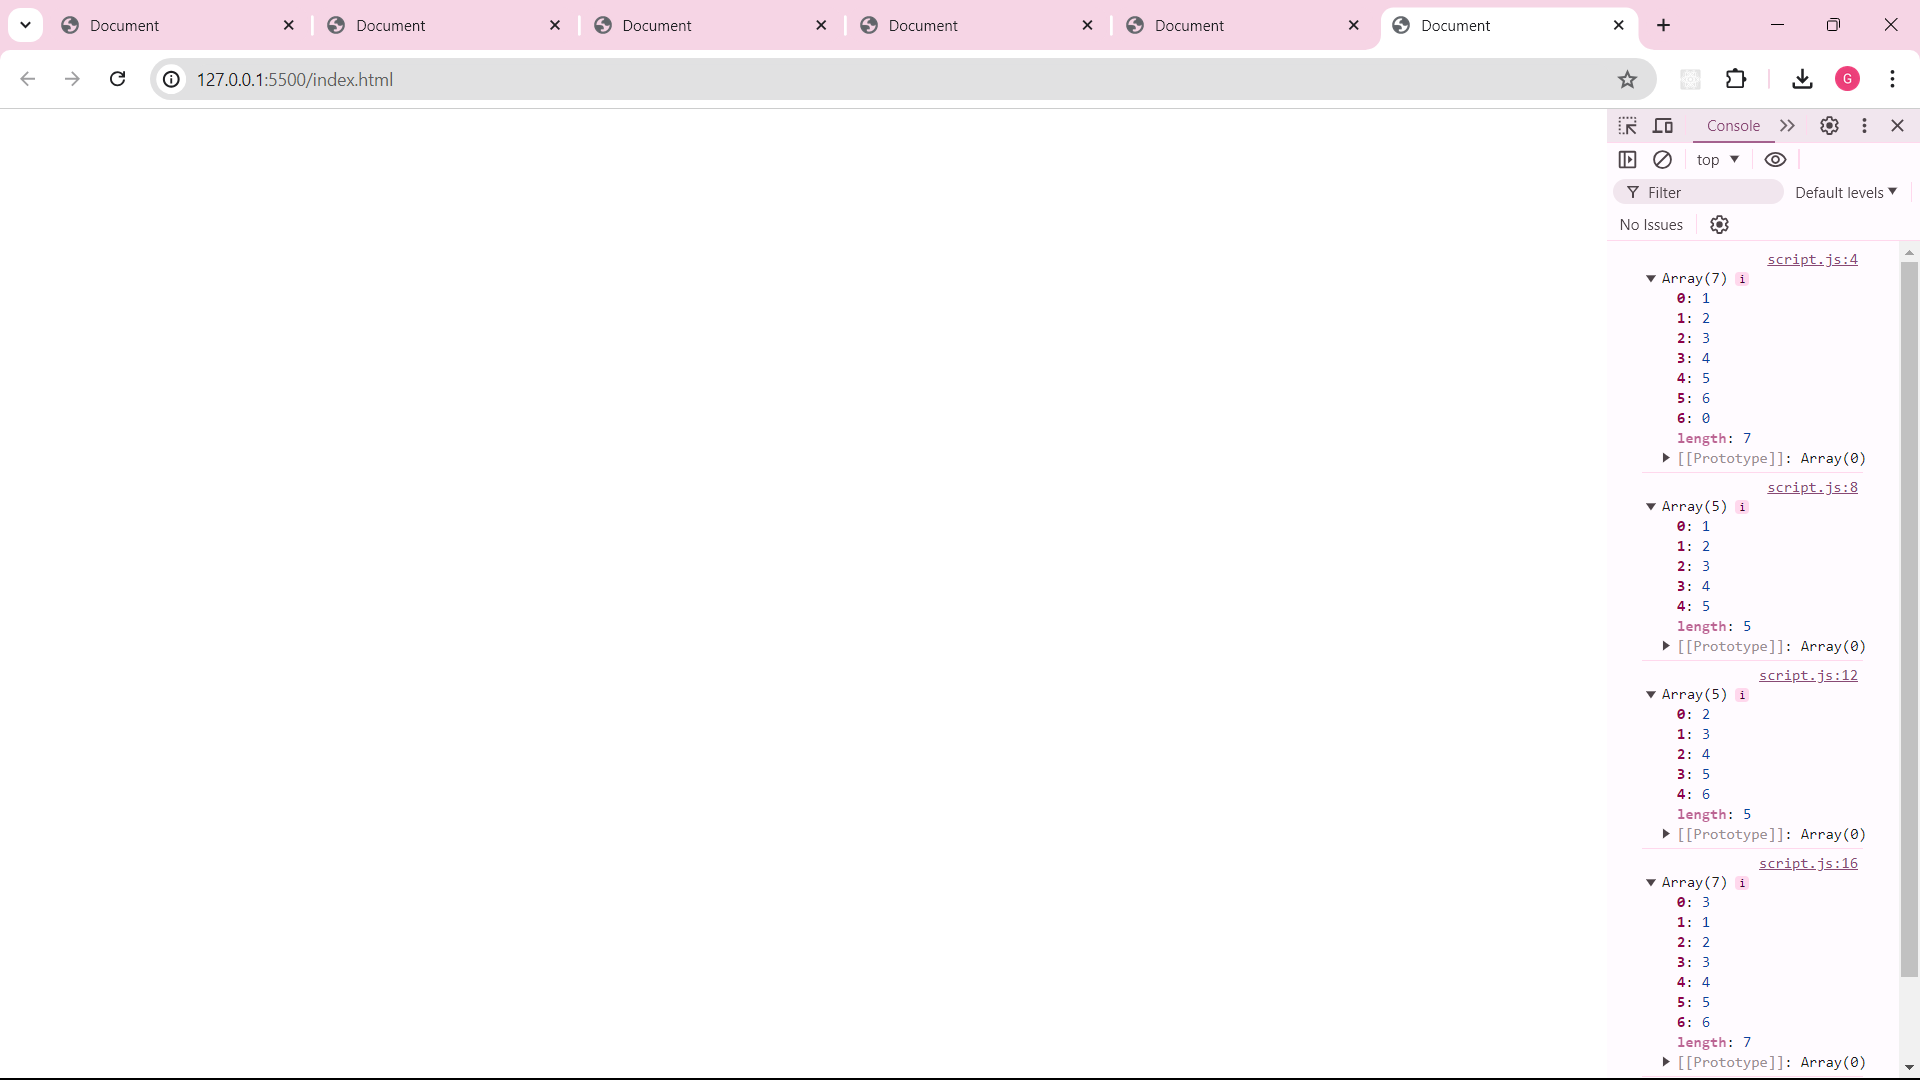 Document Document Document Document Document Document
127.0.0.1:5500/index.html G
Console
top
Filter Default levels
No Issues
script.js:4
Array(7) i
0: 1
1: 2
2: 3
3: 4
4: 5
5: 6
6: 0
length: 7
[[Prototype]]: Array(0)
script.js:8
Array(5) i
0: 1
1: 2
2: 3
3: 4
4: 5
length: 5
[[Prototype]]: Array(0)
script.js:12
Array(5) i
0: 2
1: 3
2: 4
3: 5
4: 6
length: 5
[[Prototype]]: Array(0)
script.js:16
Array(7) i
0: 3
1: 1
2: 2
3: 3
4: 4
5: 5
6: 6
length: 7
[[Prototype]]: Array(0)